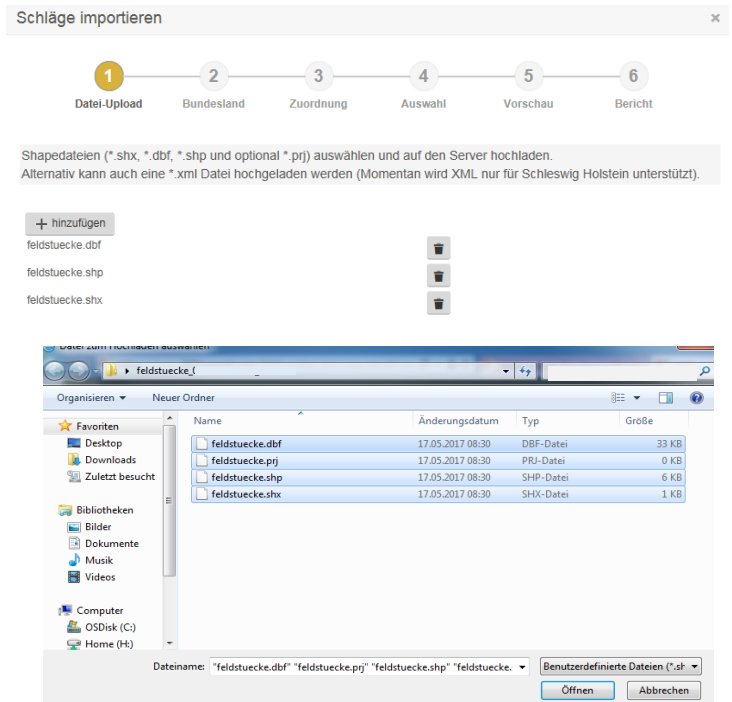 Schläge importieren ×
1 2 3 4 5 6
Datei-Upload Bundesland Zuordnung Auswahl Vorschau Bericht
Shapedateien (*.shx, *.dbf, *.shp und optional *.prj) auswählen und auf den Server hochladen.
Alternativ kann auch eine *.xml Datei hochgeladen werden (Momentan wird XML nur für Schleswig Holstein unterstützt).
+ hinzufügen
feldstuecke.dbf
feldstuecke.shp
feldstuecke.shx
Datei zum Hochladen auswählen
feldstuecke_(
Organisieren Neuer Ordner
Name Änderungsdatum Typ Größe
Favoriten
Desktop
Downloads
Zuletzt besucht
Bibliotheken
Bilder
Dokumente
Musik
Videos
Computer
OSDisk (C:)
Home (H:)
feldstuecke.dbf 17.05.2017 08:30 DBF-Datei 33 KB
feldstuecke.prj 17.05.2017 08:30 PRJ-Datei 0 KB
feldstuecke.shp 17.05.2017 08:30 SHP-Datei 6 KB
feldstuecke.shx 17.05.2017 08:30 SHX-Datei 1 KB
Dateiname: "feldstuecke.dbf" "feldstuecke.prj" "feldstuecke.shp" "feldstuecke. Benutzerdefinierte Dateien (*.sh
Öffnen Abbrechen